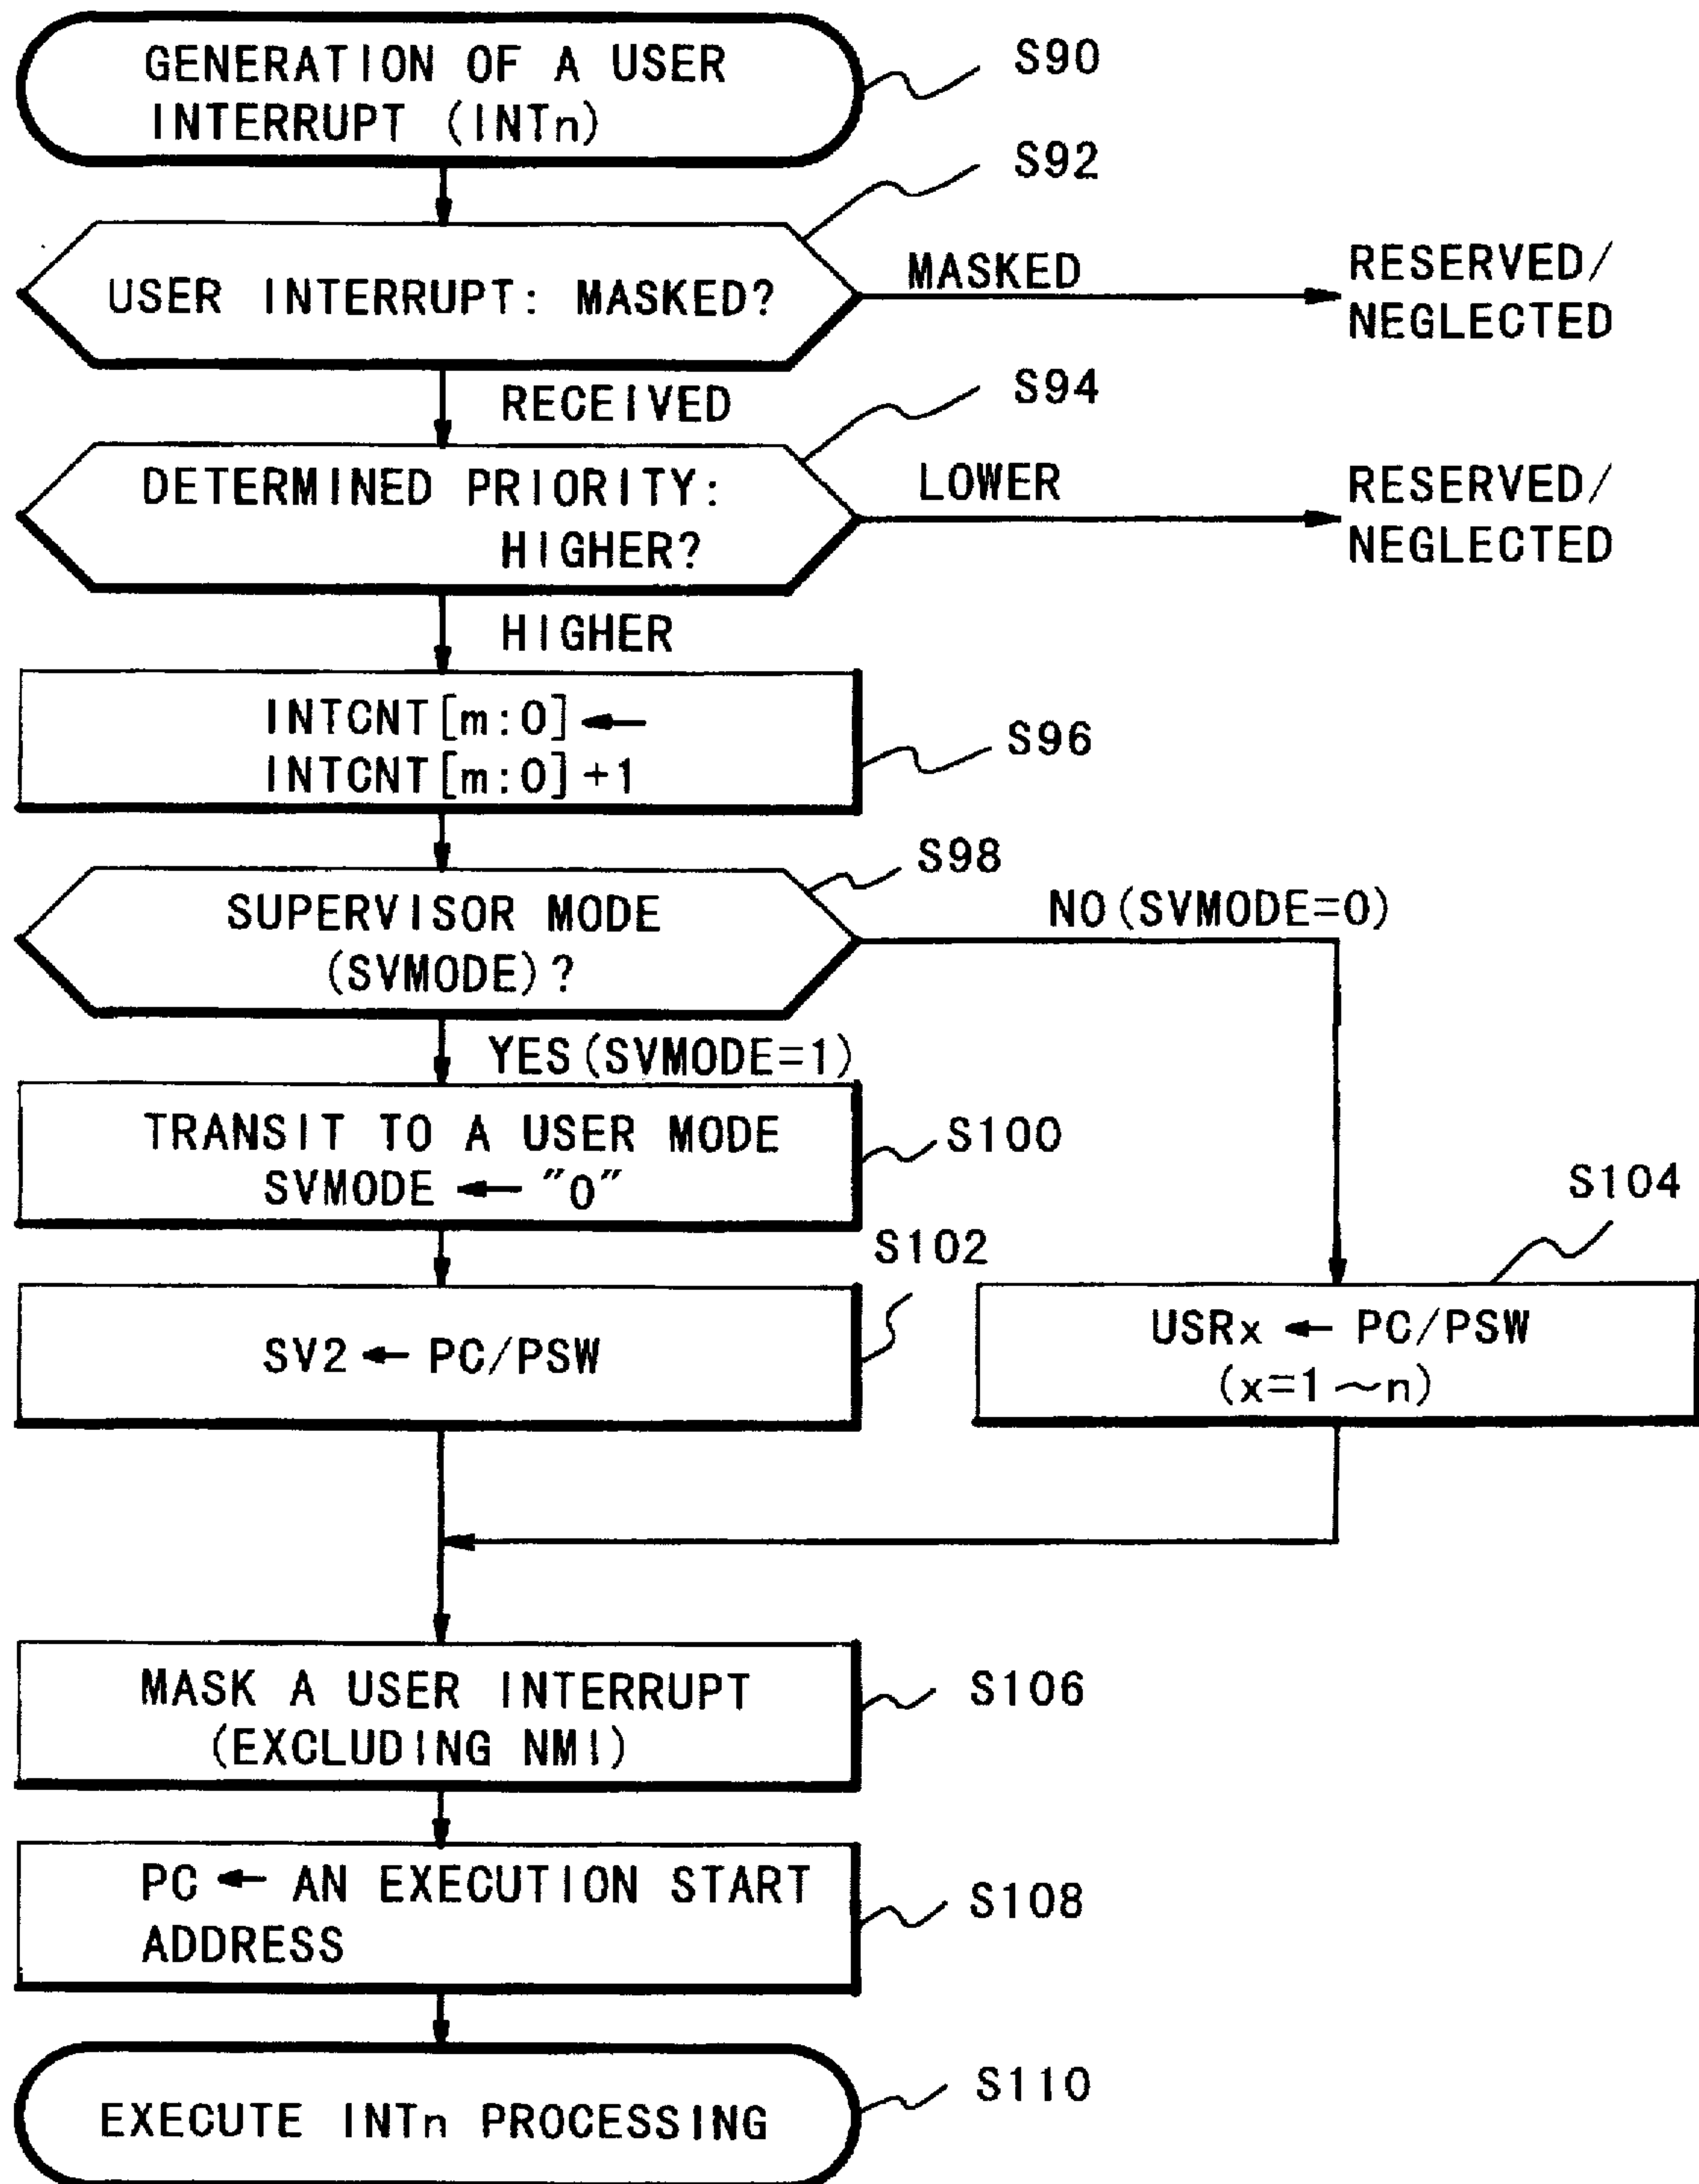 GENERATION OF A USER
INTERRUPT (INTn)
S90
S92
USER INTERRUPT: MASKED?
MASKED
RESERVED/
NEGLECTED
RECEIVED
S94
DETERMINED PRIORITY:
HIGHER?
LOWER
RESERVED/
NEGLECTED
HIGHER
INTCNT[m:0] ←
INTCNT[m:0]+1
S96
S98
SUPERVISOR MODE
(SVMODE)?
NO(SVMODE=0)
YES(SVMODE=1)
TRANSIT TO A USER MODE
SVMODE ← "0"
S100
S102
SV2 ← PC/PSW
S104
USRx ← PC/PSW
(x=1～n)
MASK A USER INTERRUPT
(EXCLUDING NMI)
S106
PC ← AN EXECUTION START
ADDRESS
S108
EXECUTE INTn PROCESSING
S110